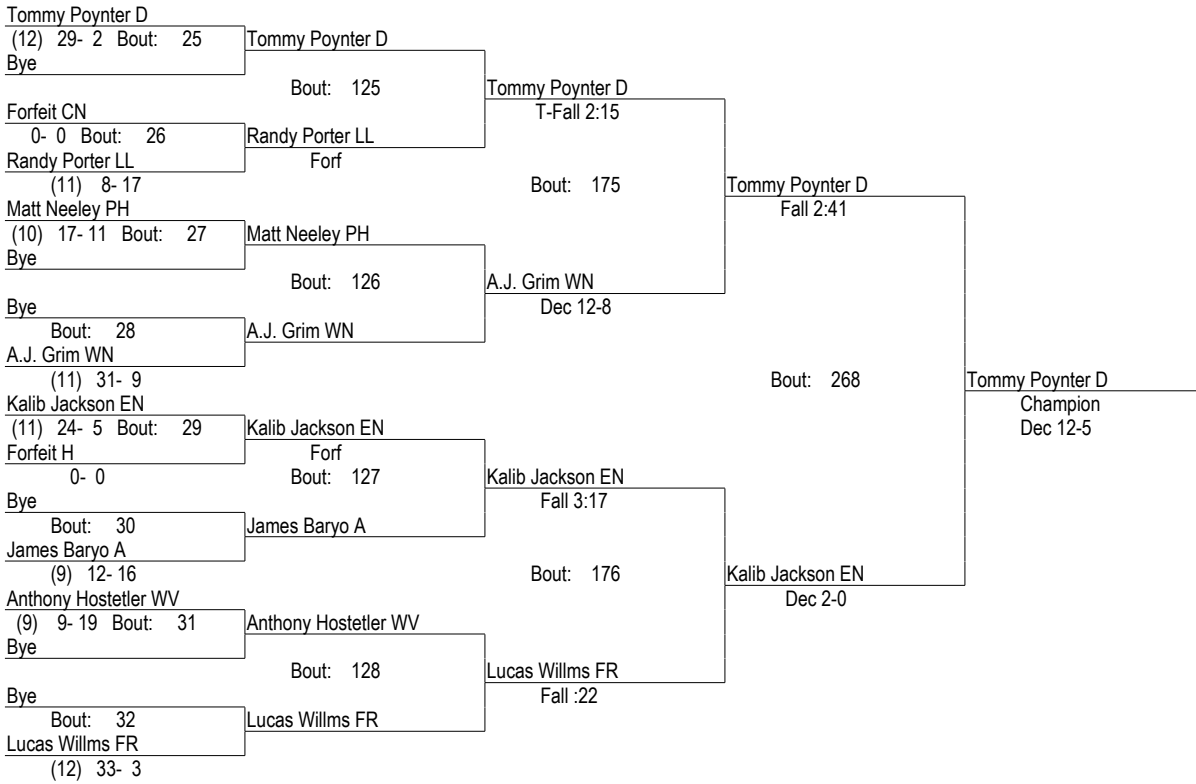 Tommy Poynter D
(12) 29- 2 Bout: 25 Tommy Poynter D
Bye
Bout: 125 Tommy Poynter D
Forfeit CN T-Fall 2:15
0- 0 Bout: 26 Randy Porter LL
Randy Porter LL Forf
(11) 8- 17 Bout: 175 Tommy Poynter D
Matt Neeley PH Fall 2:41
(10) 17- 11 Bout: 27 Matt Neeley PH
Bye
Bout: 126 A.J. Grim WN
Bye Dec 12-8
Bout: 28 A.J. Grim WN
A.J. Grim WN
(11) 31- 9 Bout: 268 Tommy Poynter D
Kalib Jackson EN Champion
(11) 24- 5 Bout: 29 Kalib Jackson EN Dec 12-5
Forfeit H Forf
0- 0 Bout: 127 Kalib Jackson EN
Bye Fall 3:17
Bout: 30 James Baryo A
James Baryo A
(9) 12- 16 Bout: 176 Kalib Jackson EN
Anthony Hostetler WV Dec 2-0
(9) 9- 19 Bout: 31 Anthony Hostetler WV
Bye
Bout: 128 Lucas Willms FR
Bye Fall :22
Bout: 32 Lucas Willms FR
Lucas Willms FR
(12) 33- 3